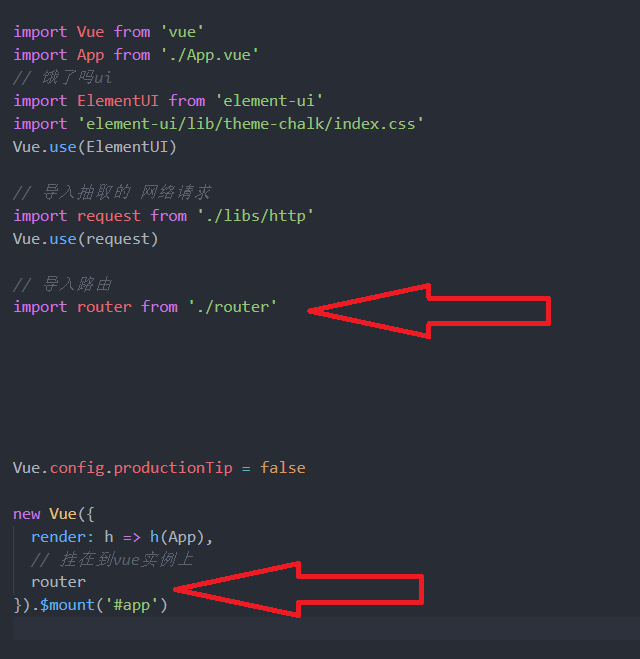 import Vue from 'vue'
import App from './App.vue'
// 饿了吗ui
import ElementUI from 'element-ui'
import 'element-ui/lib/theme-chalk/index.css'
Vue.use(ElementUI)
// 导入抽取的 网络请求
import request from './libs/http'
Vue.use(request)
// 导入路由
import router from './router'
Vue.config.productionTip = false
new Vue({
  render: h => h(App),
  // 挂在到vue实例上
  router
}).$mount('#app')